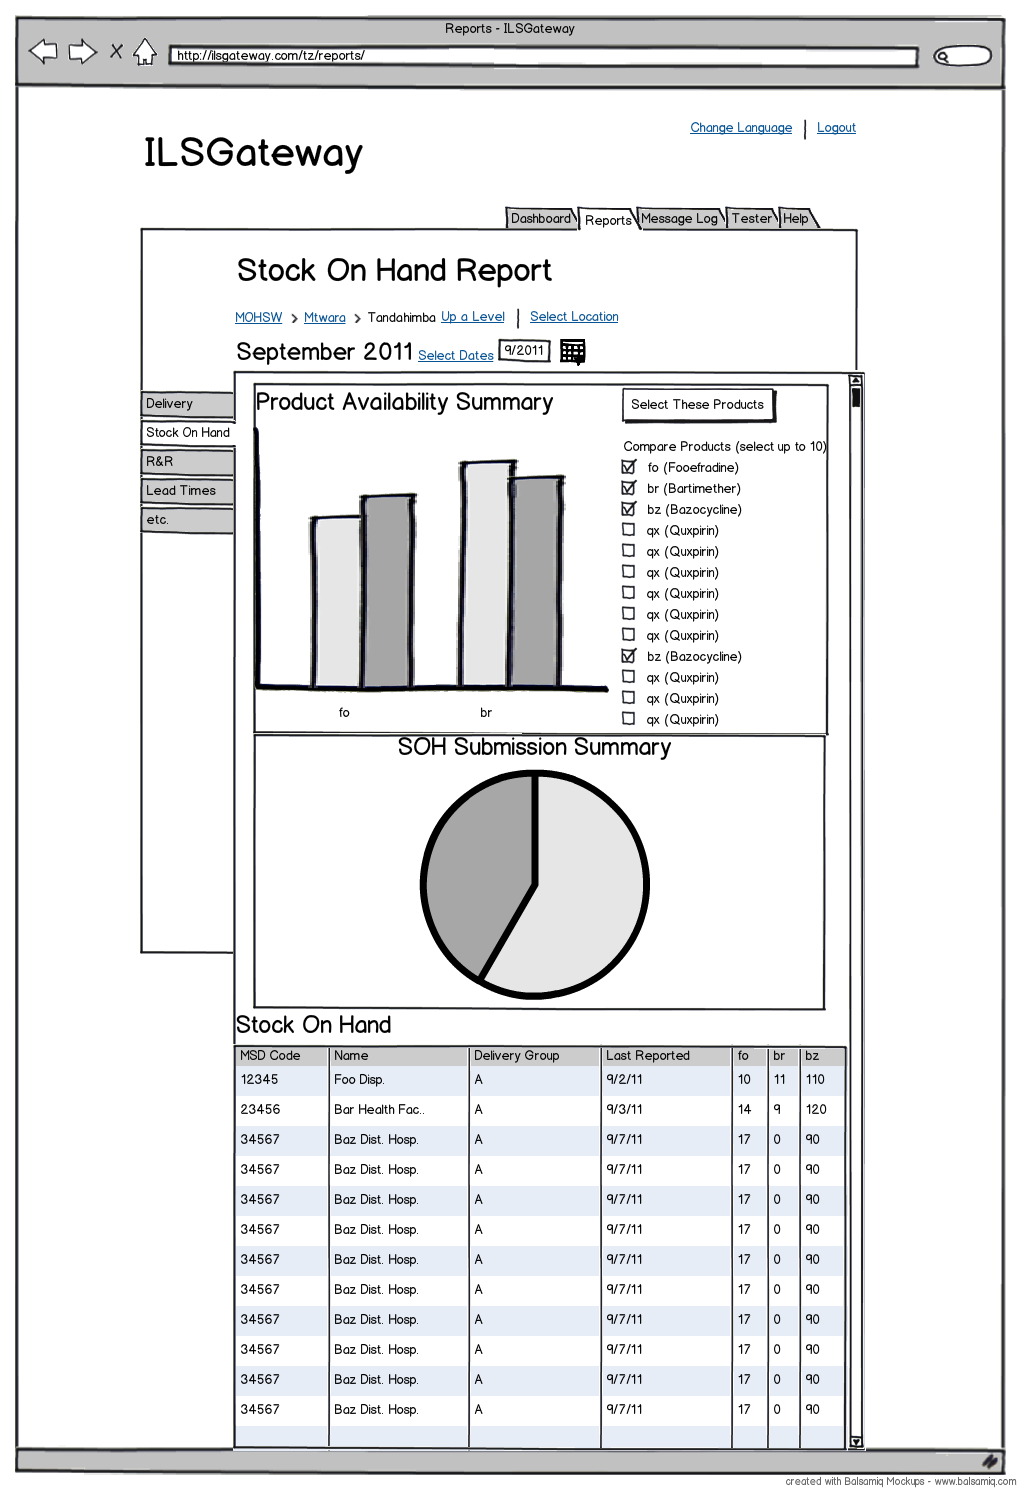 Reports - ILSGateway
http://ilsgateway.com/tz/reports/
Change Language | Logout
ILSGateway
Dashboard Reports Message Log Tester Help
Stock On Hand Report
MOHSW > Mtwara > Tandahimba Up a Level | Select Location
September 2011 Select Dates 9/2011
Delivery
Stock On Hand
R&R
Lead Times
etc.
Product Availability Summary
fo br
Select These Products
Compare Products (select up to 10)
fo (Fooefradine)
br (Bartimether)
bz (Bazocycline)
qx (Quxpirin)
qx (Quxpirin)
qx (Quxpirin)
qx (Quxpirin)
qx (Quxpirin)
qx (Quxpirin)
bz (Bazocycline)
qx (Quxpirin)
qx (Quxpirin)
qx (Quxpirin)
SOH Submission Summary
Stock On Hand
MSD Code Name Delivery Group Last Reported fo br bz
12345 Foo Disp. A 9/2/11 10 11 110
23456 Bar Health Fac.. A 9/3/11 14 9 120
34567 Baz Dist. Hosp. A 9/7/11 17 0 90
34567 Baz Dist. Hosp. A 9/7/11 17 0 90
34567 Baz Dist. Hosp. A 9/7/11 17 0 90
34567 Baz Dist. Hosp. A 9/7/11 17 0 90
34567 Baz Dist. Hosp. A 9/7/11 17 0 90
34567 Baz Dist. Hosp. A 9/7/11 17 0 90
34567 Baz Dist. Hosp. A 9/7/11 17 0 90
34567 Baz Dist. Hosp. A 9/7/11 17 0 90
34567 Baz Dist. Hosp. A 9/7/11 17 0 90
34567 Baz Dist. Hosp. A 9/7/11 17 0 90
created with Balsamiq Mockups - www.balsamiq.com